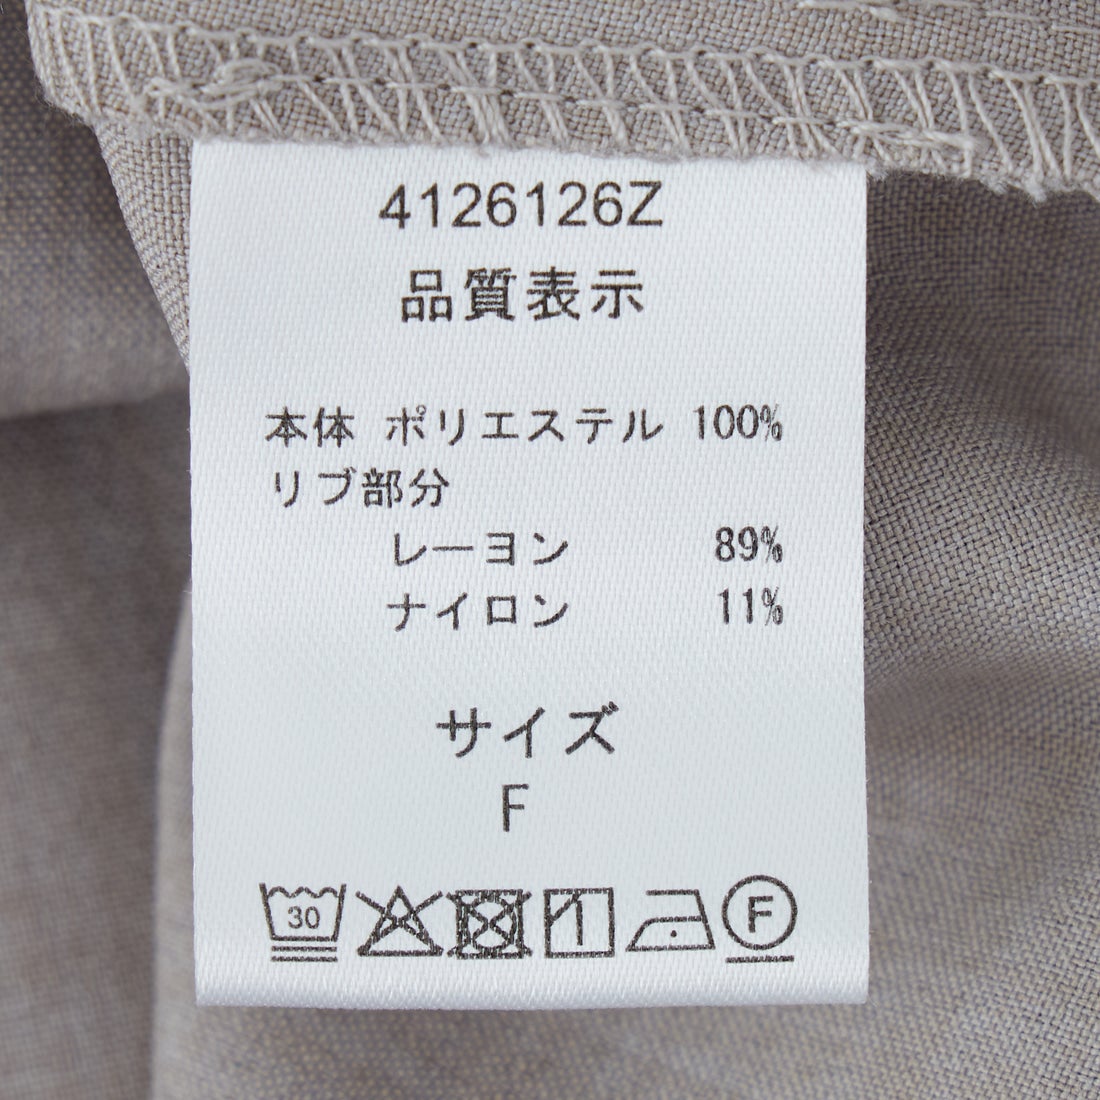 4126126Z
品質表示
本体 ポリエステル 100%
リブ部分
レーヨン 89%
ナイロン 11%
サイズ
F
30 F